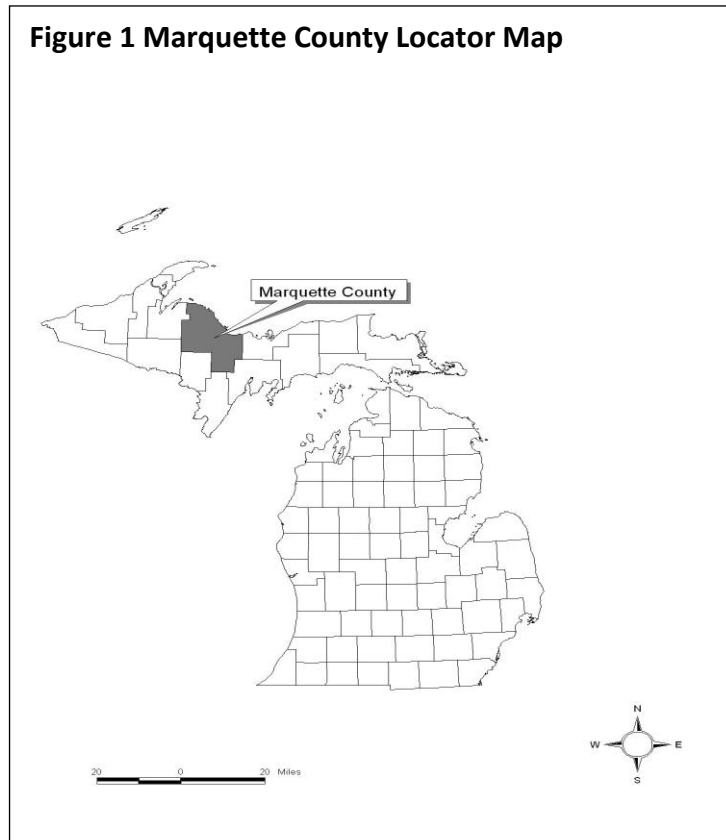 Figure 1 Marquette County Locator Map
Marquette County
N
W E
S
20 0 20 Miles